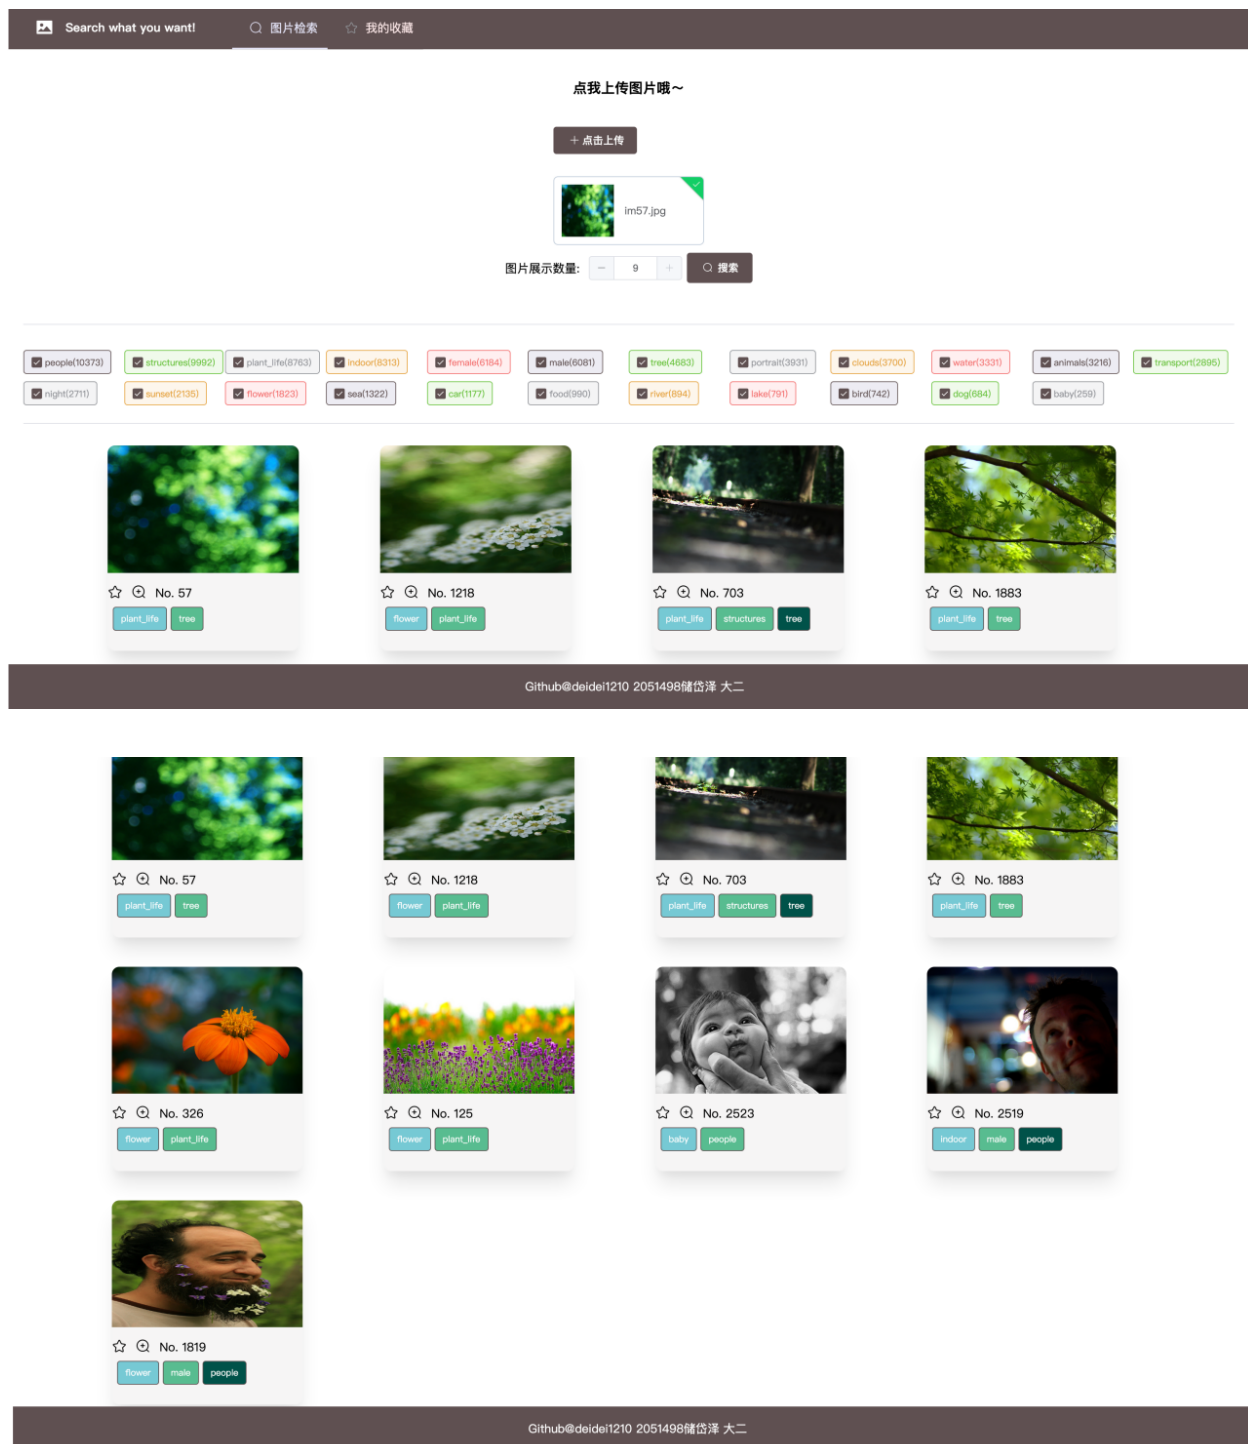 Search what you want! 图片检索 我的收藏
点我上传图片哦～
点击上传
im57.jpg
图片展示数量: 9 搜索
people(10373) structures(9992) plant_life(8763) indoor(8313) female(6184) male(6081) tree(4683) portrait(3931) clouds(3700) water(3331) animals(3216) transport(2895)
night(2711) sunset(2135) flower(1823) sea(1322) car(1177) food(990) river(894) lake(791) bird(742) dog(684) baby(259)
No. 57 No. 1218 No. 703 No. 1883
plant_life tree flower plant_life plant_life structures tree plant_life tree
Github@deidei1210 2051498储岱泽 大二
No. 57 No. 1218 No. 703 No. 1883
plant_life tree flower plant_life plant_life structures tree plant_life tree
No. 326 No. 125 No. 2523 No. 2519
flower plant_life flower plant_life baby people indoor male people
No. 1819
flower male people
Github@deidei1210 2051498储岱泽 大二